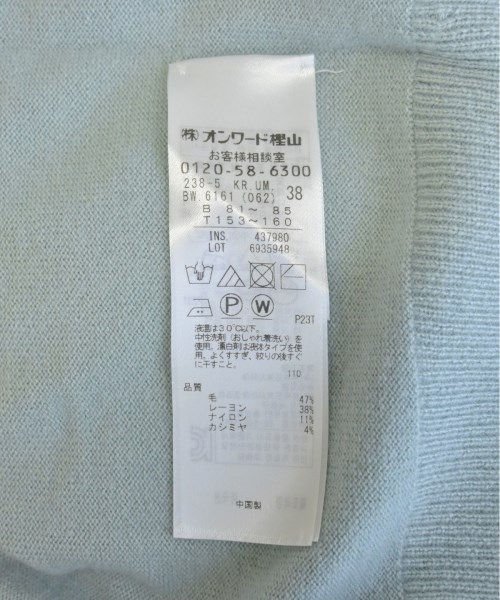 (株)オンワード樫山
お客様相談室
0120-58-6300
238-5 KR.UM.
BW.6161 (062) 38
B 81~ 85
T153~160
INS. 437980
LOT 6935948
P W
P23T
液温は30℃以下。
中性洗剤(おしゃれ着洗い)を
使用。漂白剤は液体タイプを使
用。よくすすぎ、絞りの後すぐ
に干すこと。
110
品質
毛 47%
レーヨン 38%
ナイロン 11%
カシミヤ 4%
中国製